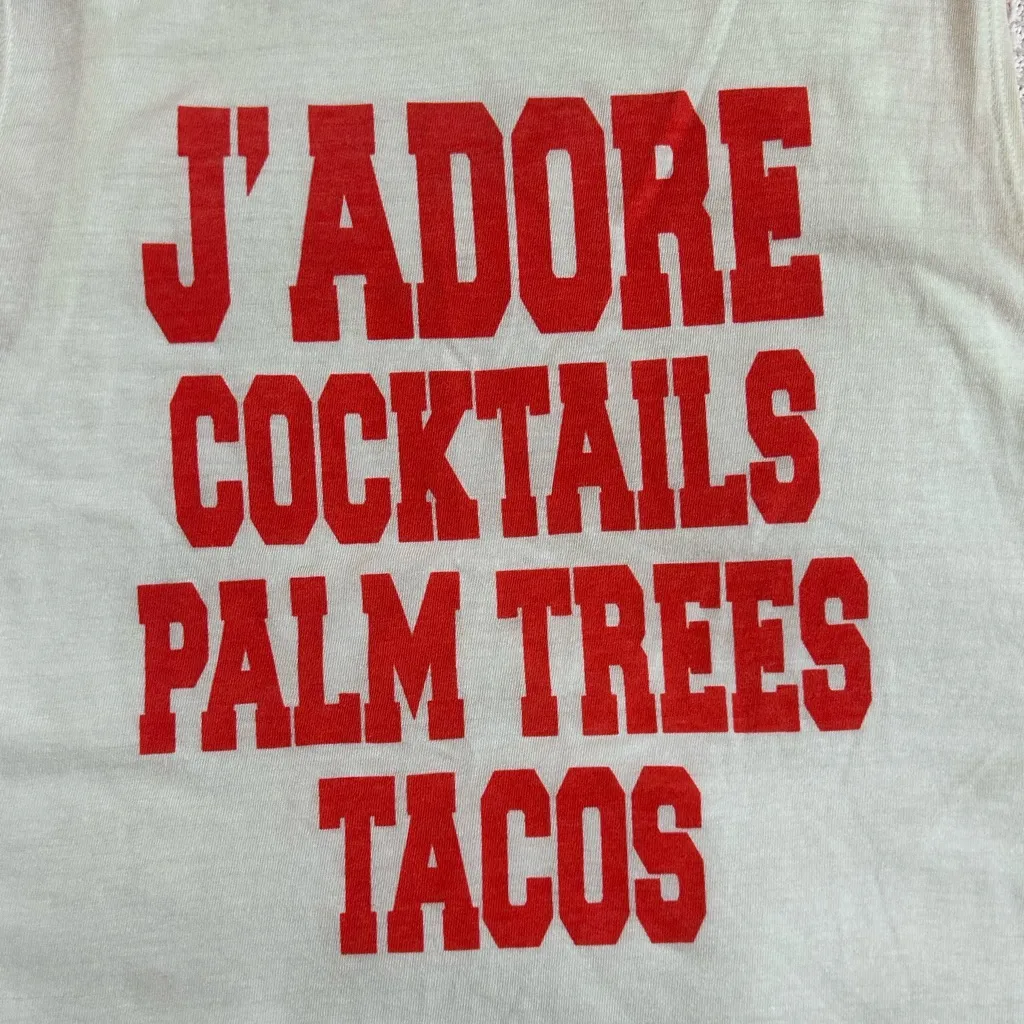 J'ADORE
COCKTAILS
PALM TREES
TACOS